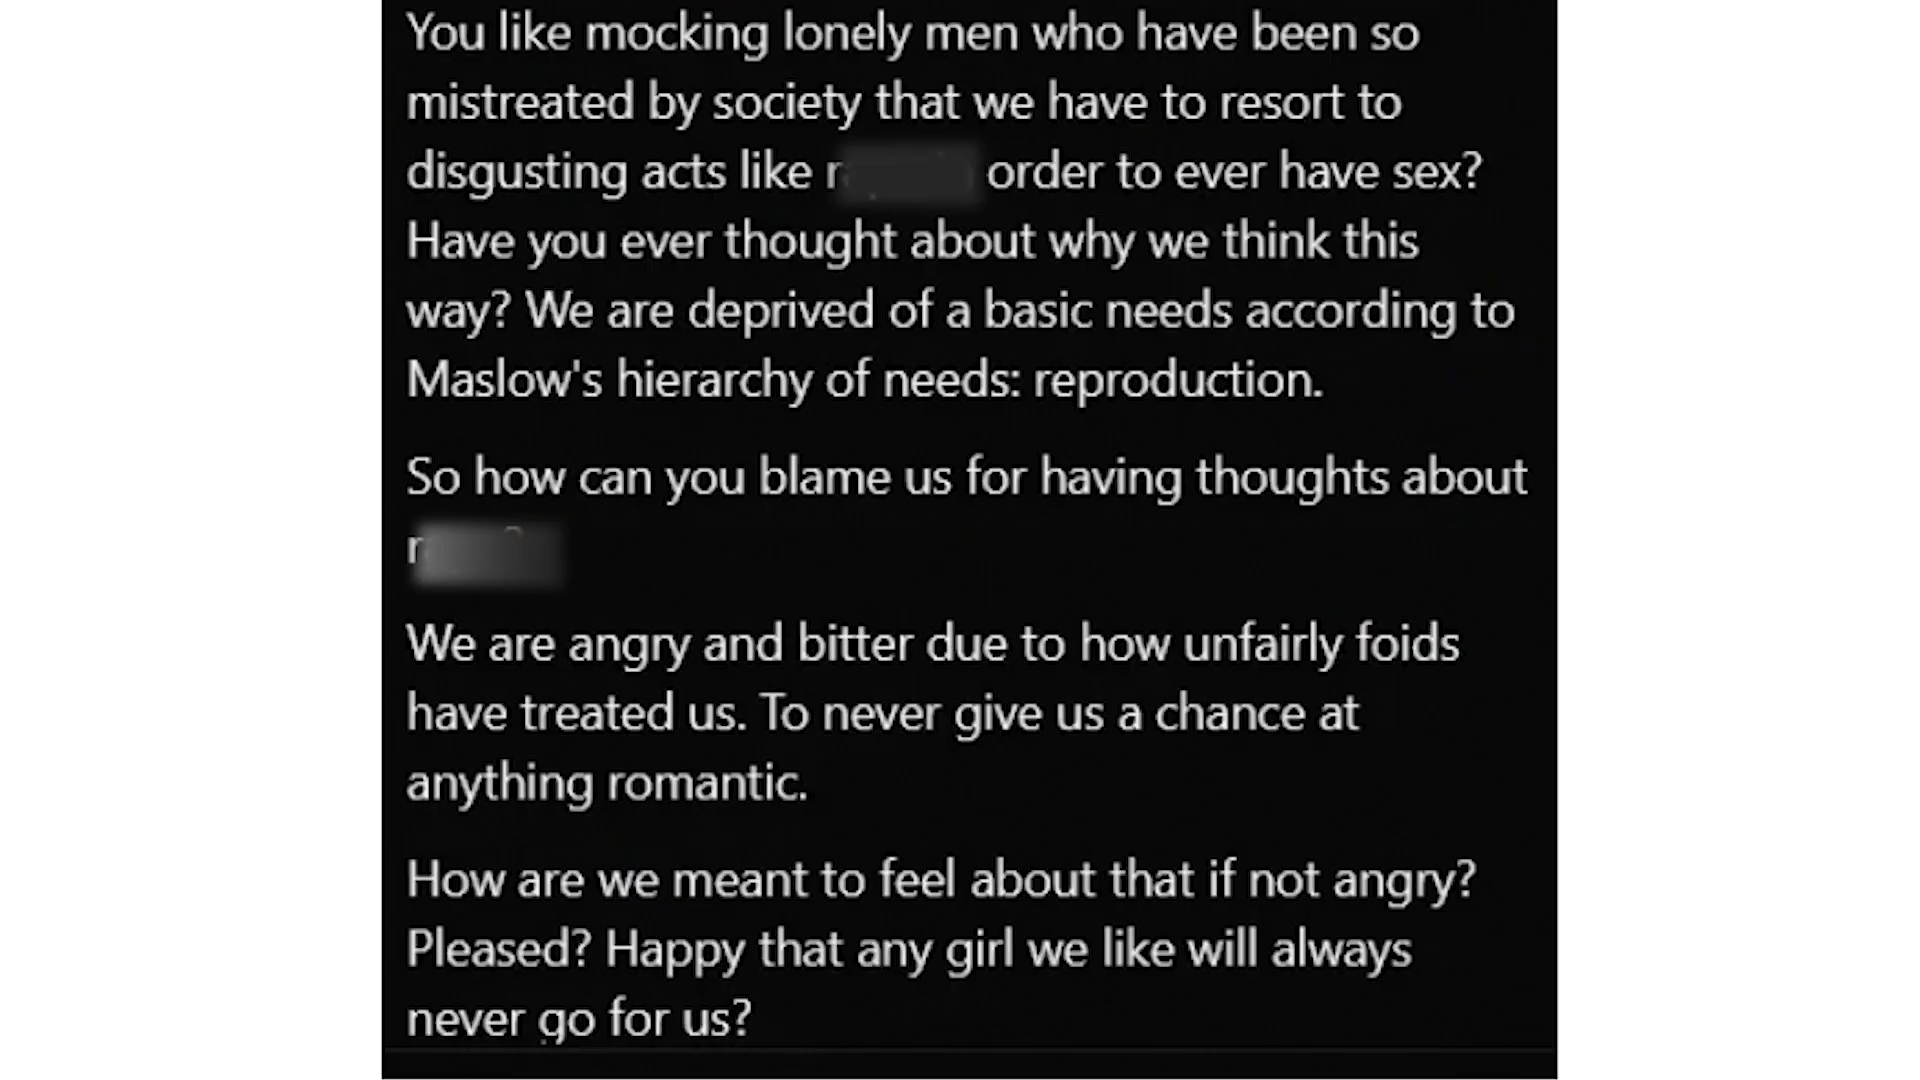 You like mocking lonely men who have been so
mistreated by society that we have to resort to
disgusting acts like r order to ever have sex?
Have you ever thought about why we think this
way? We are deprived of a basic needs according to
Maslow's hierarchy of needs: reproduction.
So how can you blame us for having thoughts about
r
We are angry and bitter due to how unfairly foids
have treated us. To never give us a chance at
anything romantic.
How are we meant to feel about that if not angry?
Pleased? Happy that any girl we like will always
never go for us?